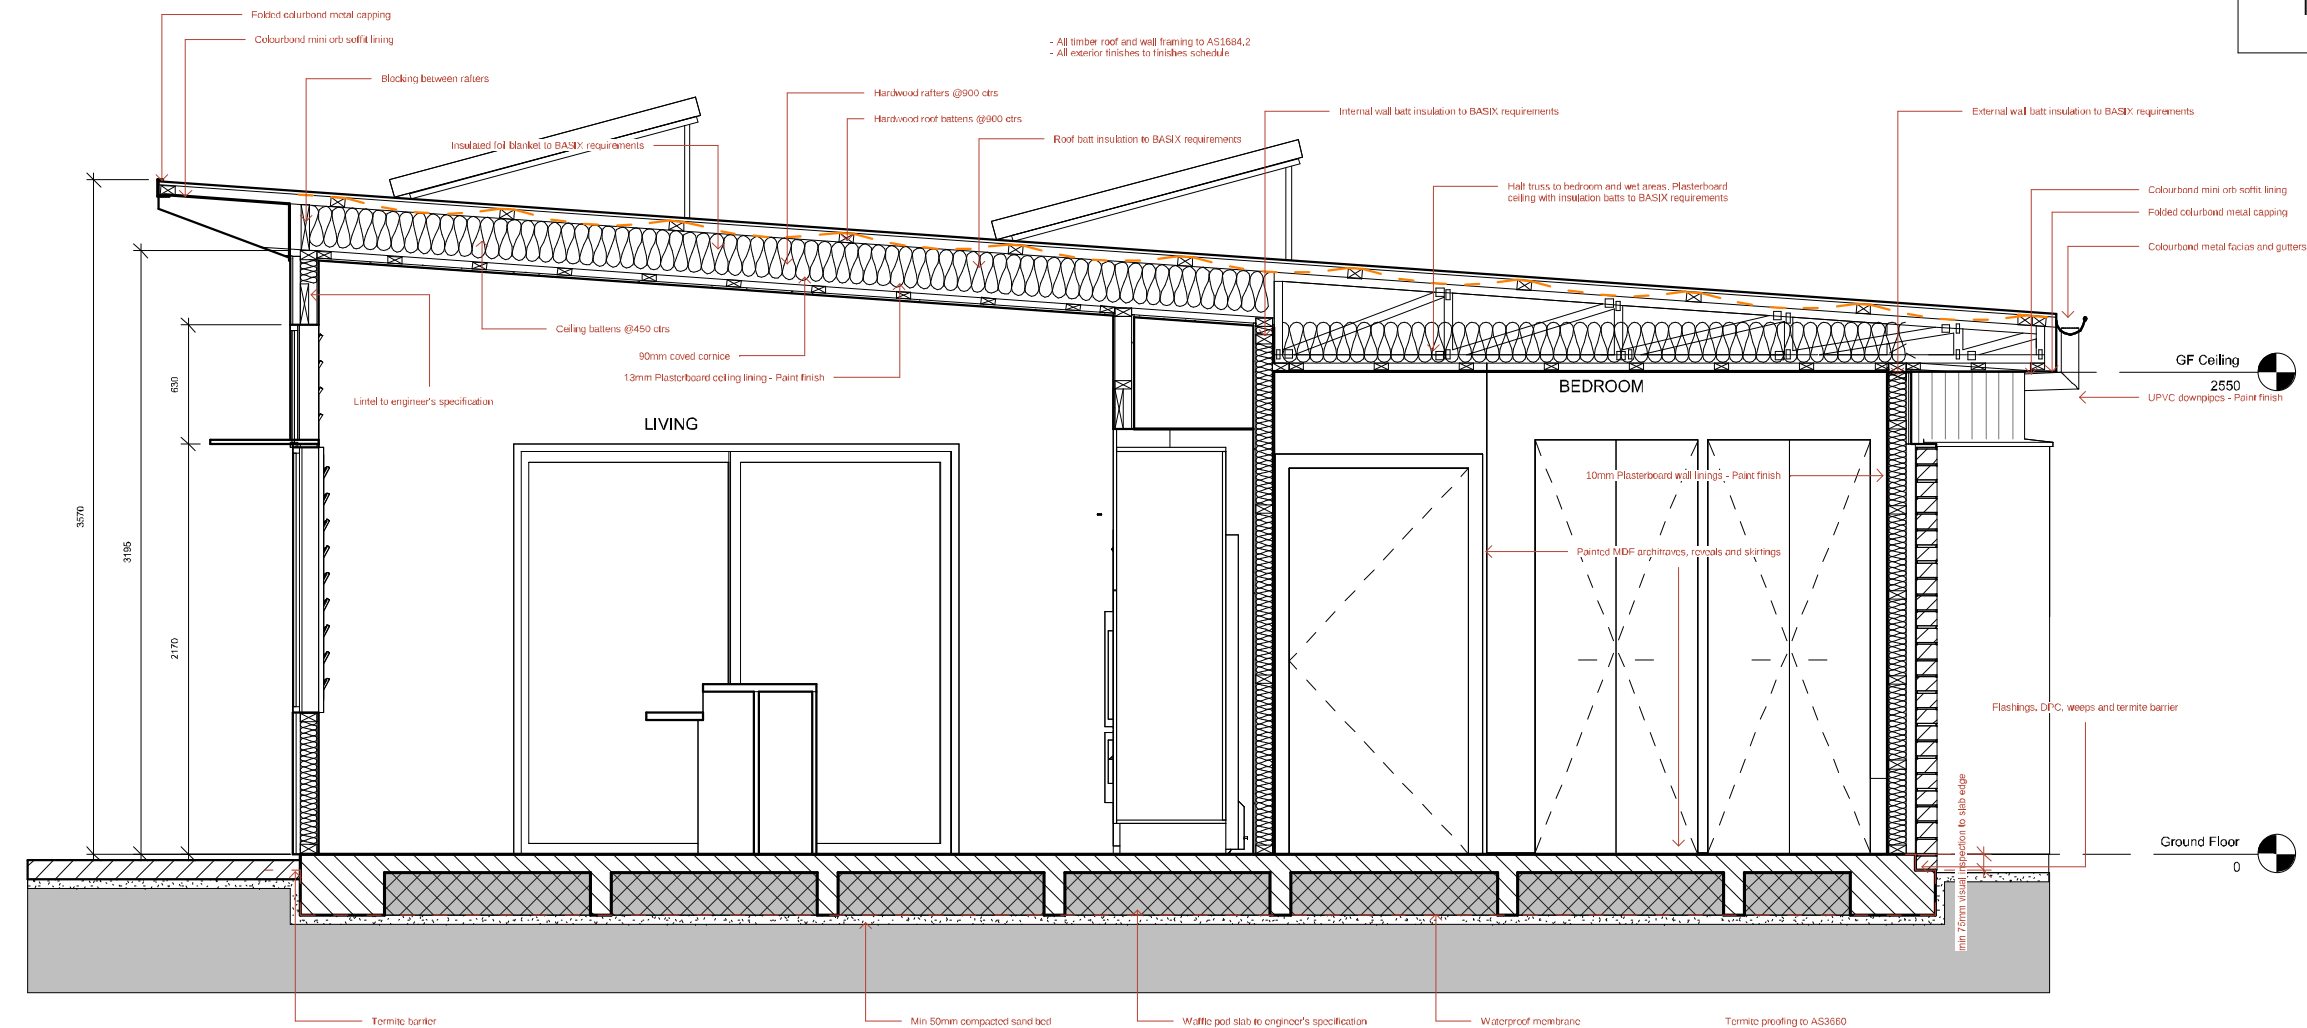 Folded colurbond metal capping
Colourbond mini orb soffit lining
- All timber roof and wall framing to AS1684.2
- All exterior finishes to finishes schedule
Blocking between rafters
Hardwood rafters @900 ctrs
Hardwood roof battens @900 ctrs
Internal wall batt insulation to BASIX requirements
External wall batt insulation to BASIX requirements
Insulated foil blanket to BASIX requirements
Roof batt insulation to BASIX requirements
Half truss to bedroom and wet areas. Plasterboard
ceiling with insulation batts to BASIX requirements
Colourbond mini orb soffit lining
Folded colurbond metal capping
Colourbond metal facias and gutters
Ceiling battens @450 ctrs
90mm coved cornice
13mm Plasterboard ceiling lining - Paint finish
GF Ceiling
2550
UPVC downpipes - Paint finish
BEDROOM
Lintel to engineer's specification
LIVING
630
10mm Plasterboard wall linings - Paint finish
3570
3195
2170
Painted MDF architraves, reveals and skirtings
Flashings, DPC, weeps and termite barrier
min 75mm visual inspection to slab edge
Ground Floor
0
Termite barrier
Min 50mm compacted sand bed
Waffle pod slab to engineer's specification
Waterproof membrane
Termite proofing to AS3660